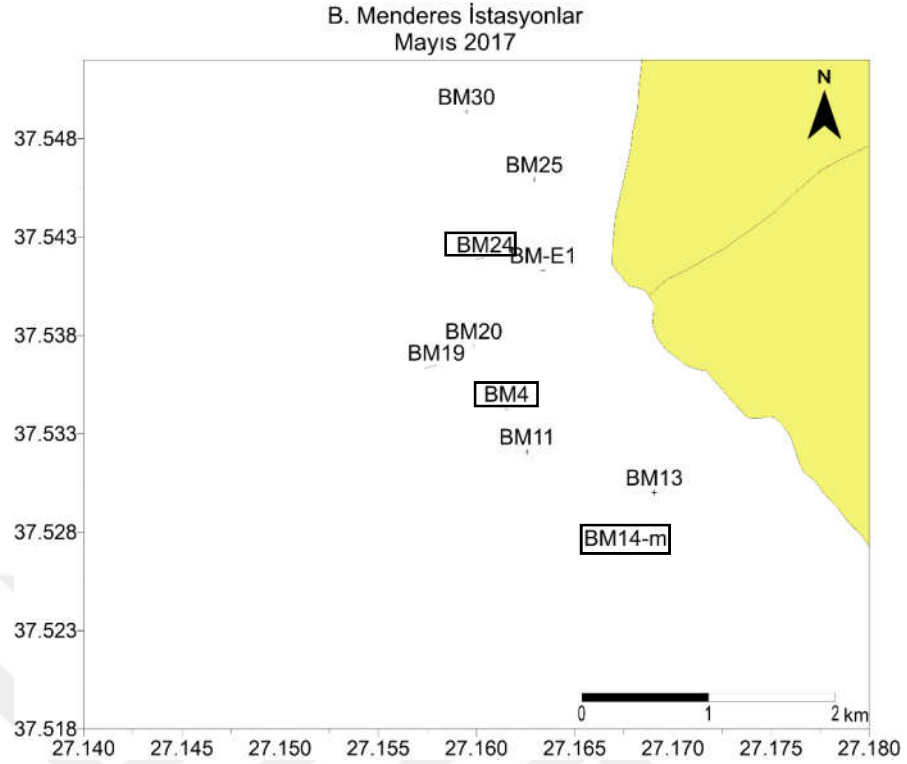 B. Menderes İstasyonlar
Mayıs 2017
N
BM30
37.548
BM25
37.543
BM24
BM-E1
37.538
BM20
BM19
BM4
37.533
BM11
BM13
37.528
BM14-m
37.523
0 1 2 km
37.518
27.140 27.145 27.150 27.155 27.160 27.165 27.170 27.175 27.180